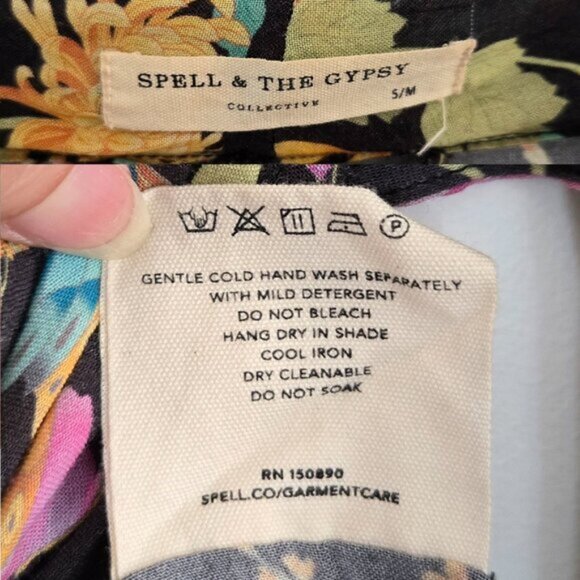 SPELL & THE GYPSY
COLLECTIVE
S/M
P
GENTLE COLD HAND WASH SEPARATELY
WITH MILD DETERGENT
DO NOT BLEACH
HANG DRY IN SHADE
COOL IRON
DRY CLEANABLE
DO NOT SOAK
RN 150890
SPELL.CO/GARMENTCARE